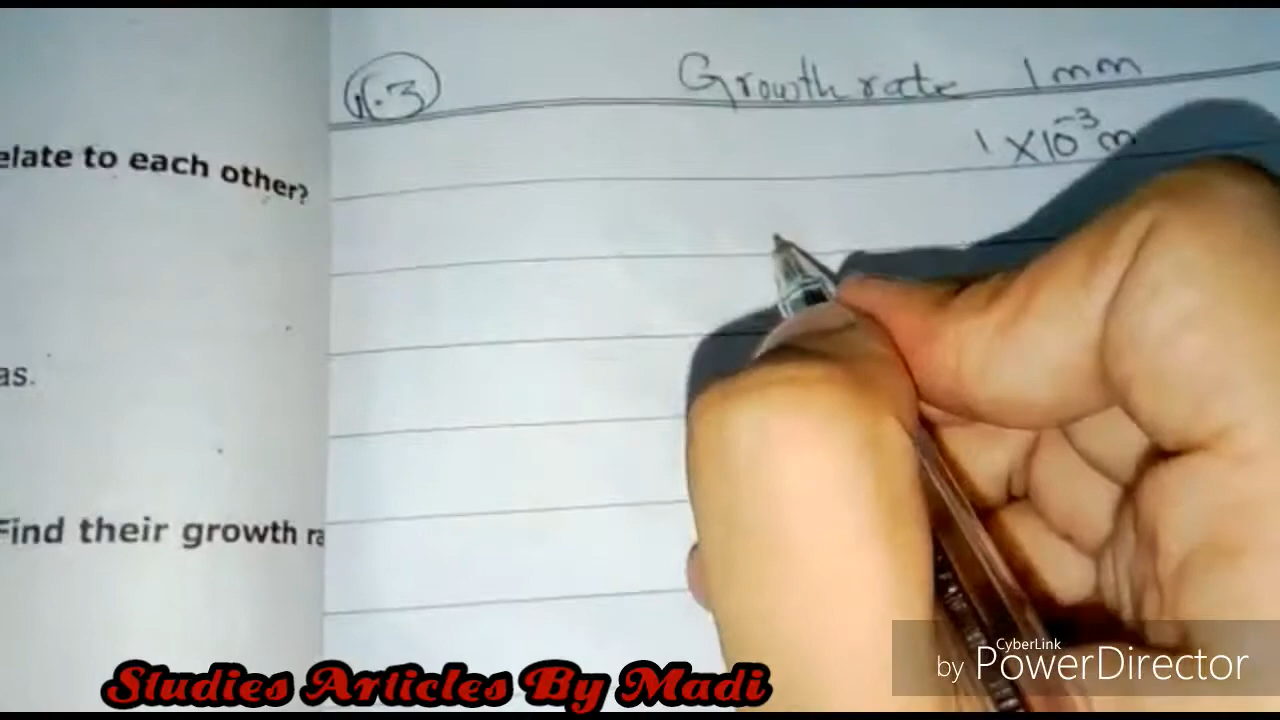 elate to each other?
as.
Find their growth ra
1.3
Growth rate 1mm
1 × 10⁻³m
Studies Articles By Madi
CyberLink
by PowerDirector